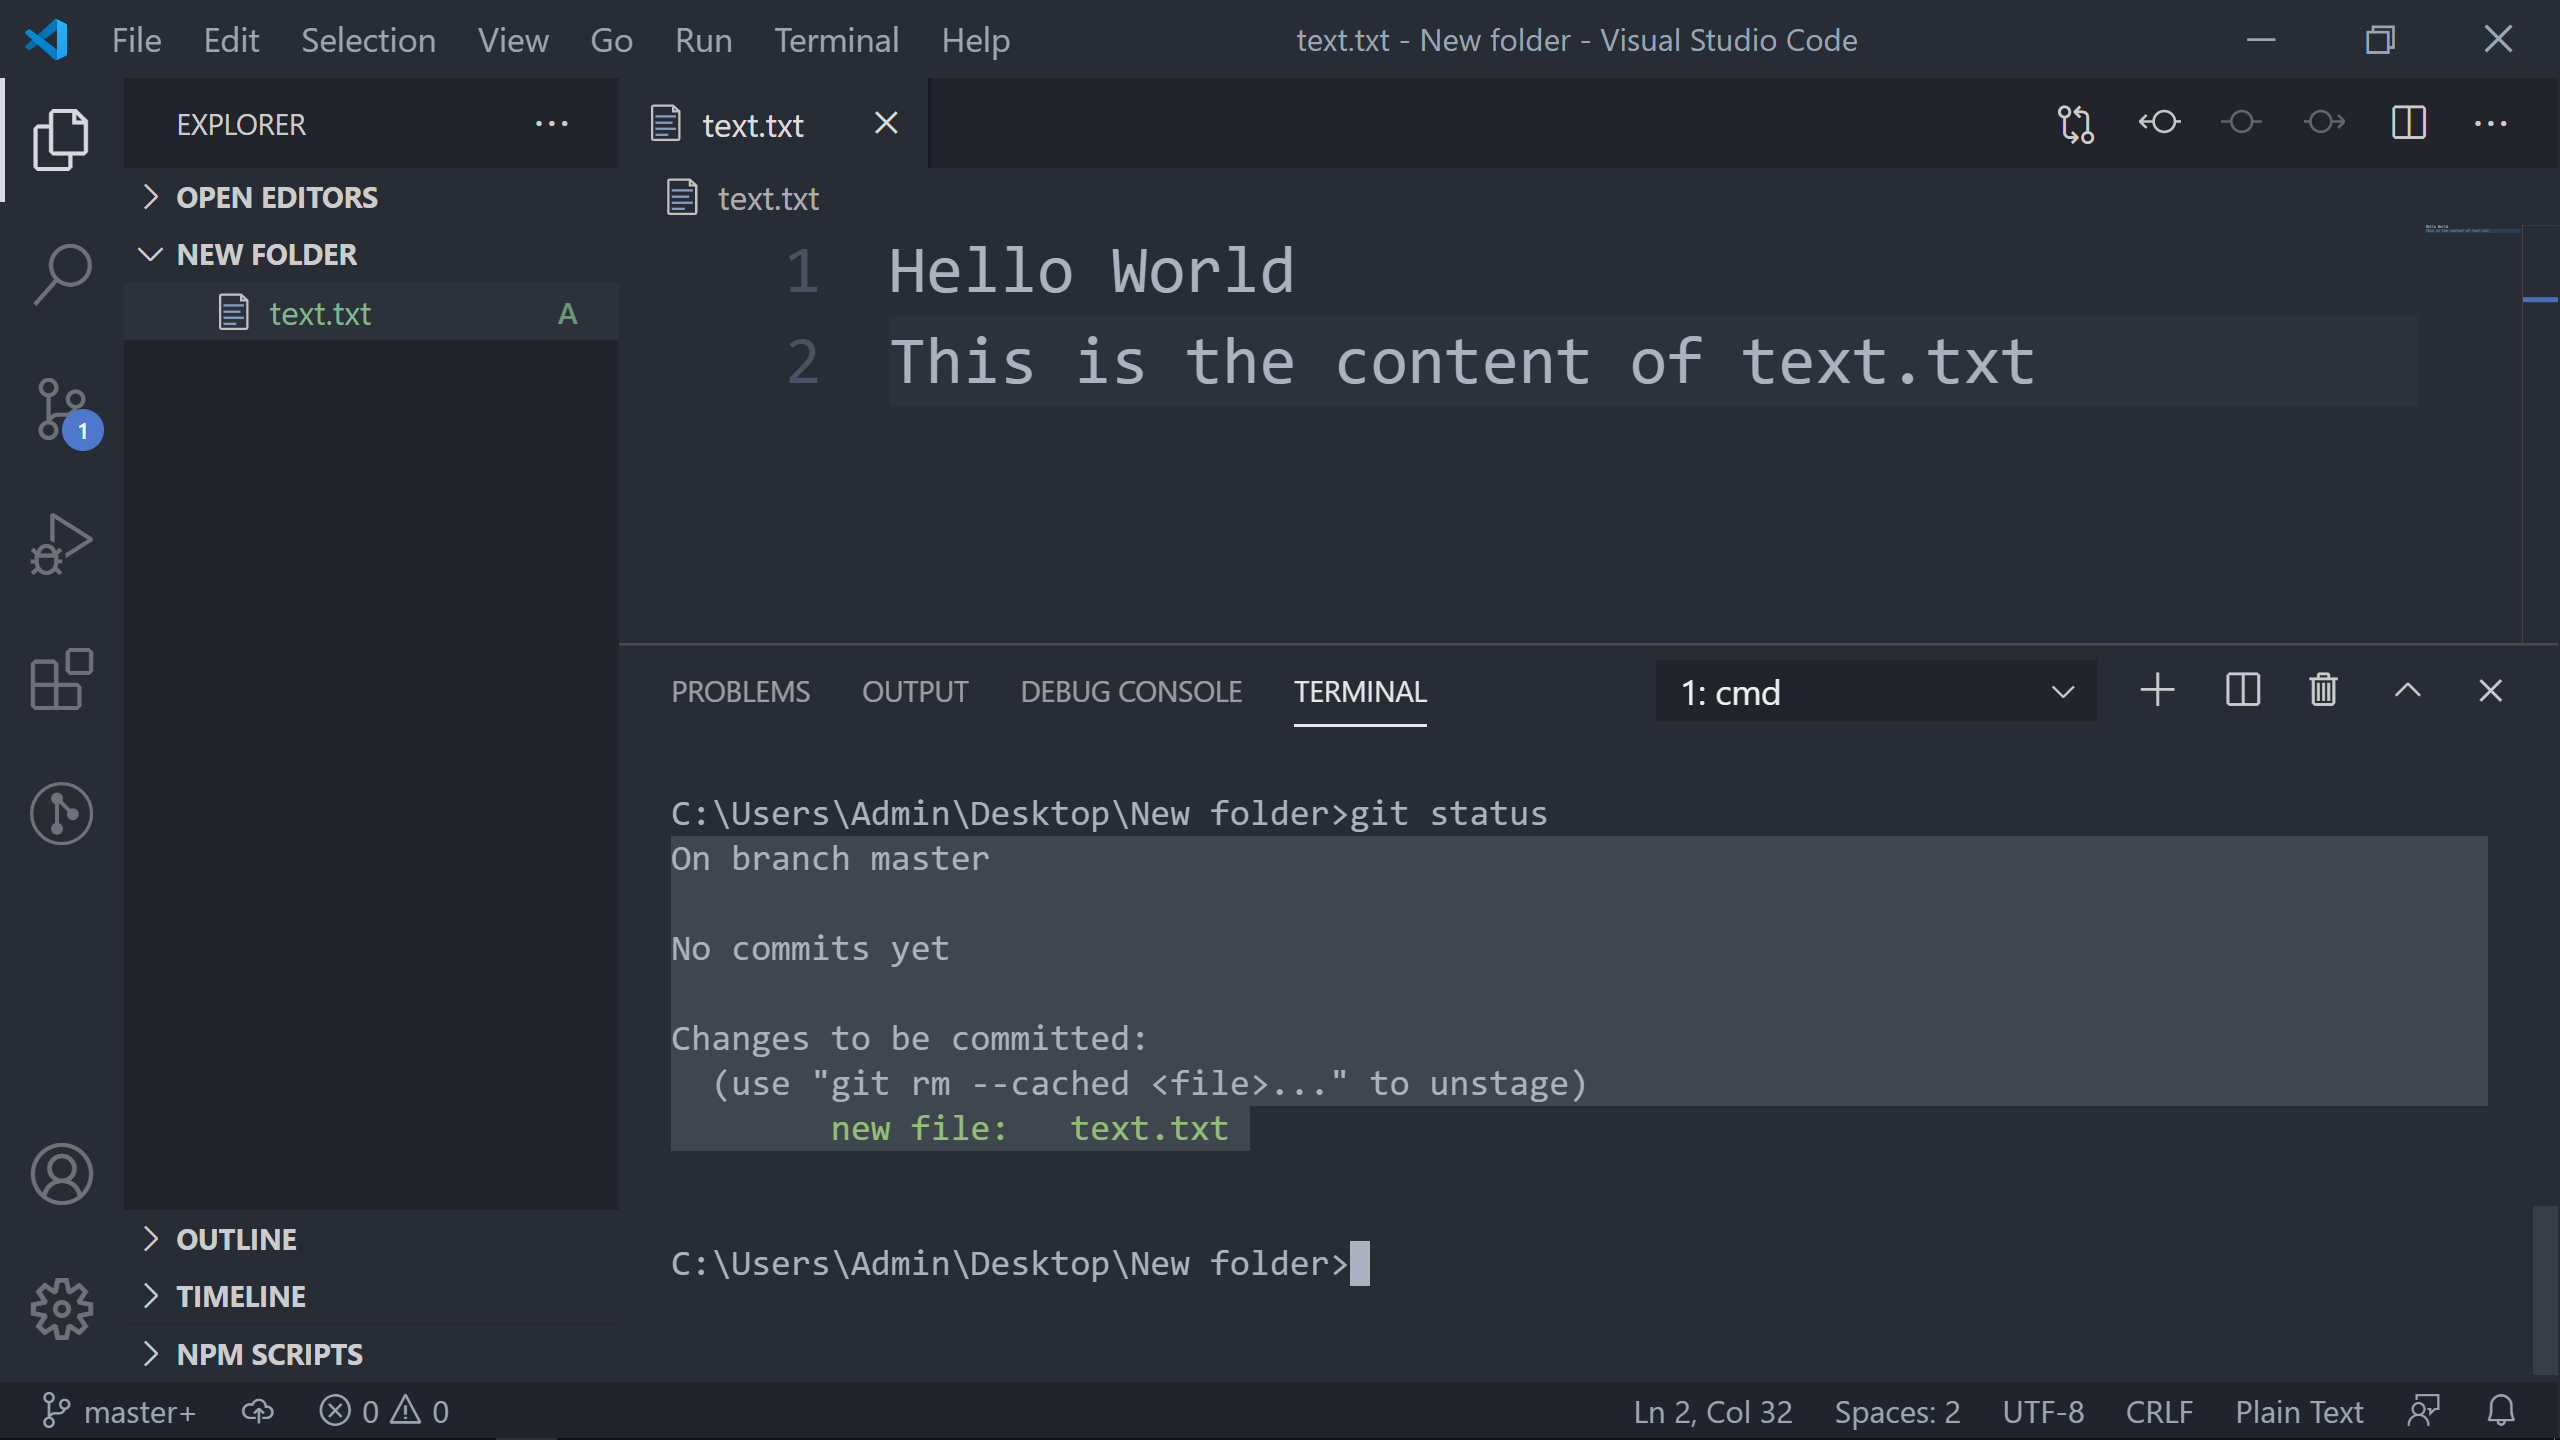 File Edit Selection View Go Run Terminal Help text.txt - New folder - Visual Studio Code
EXPLORER
OPEN EDITORS
NEW FOLDER
text.txt A
1
OUTLINE
TIMELINE
NPM SCRIPTS
text.txt
text.txt
1 Hello World
2 This is the content of text.txt
PROBLEMS OUTPUT DEBUG CONSOLE TERMINAL 1: cmd
C:\Users\Admin\Desktop\New folder>git status
On branch master
No commits yet
Changes to be committed:
  (use "git rm --cached <file>..." to unstage)
        new file:   text.txt
C:\Users\Admin\Desktop\New folder>
master+ 0 0 Ln 2, Col 32 Spaces: 2 UTF-8 CRLF Plain Text